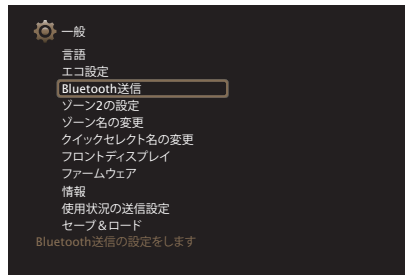 一般
言語
エコ設定
Bluetooth送信
ゾーン2の設定
ゾーン名の変更
クイックセレクト名の変更
フロントディスプレイ
ファームウェア
情報
使用状況の送信設定
セーブ＆ロード
Bluetooth送信の設定をします